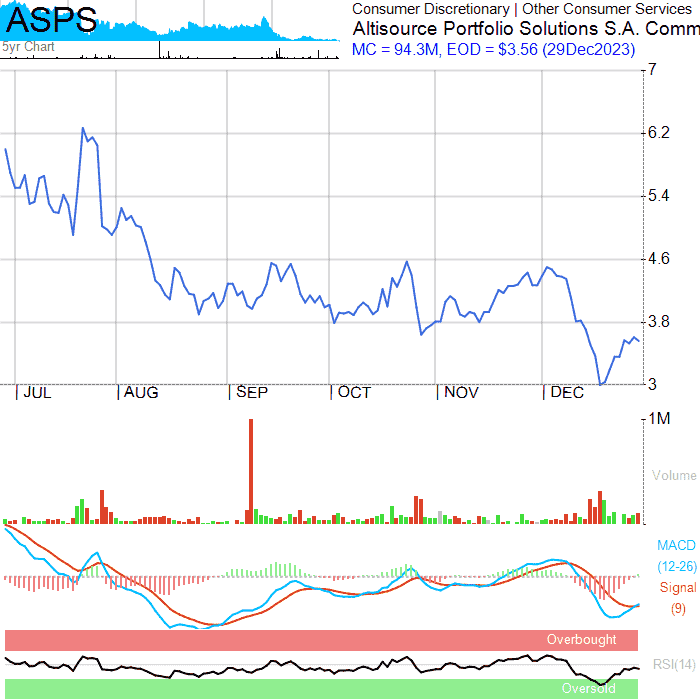 ASPS
5yr Chart
Consumer Discretionary | Other Consumer Services
Altisource Portfolio Solutions S.A. Comm
MC = 94.3M, EOD = $3.56 (29Dec2023)
7
6.2
5.4
4.6
3.8
3
JUL AUG SEP OCT NOV DEC
1M
Volume
MACD
(12-26)
Signal
(9)
Overbought
RSI(14)
Oversold